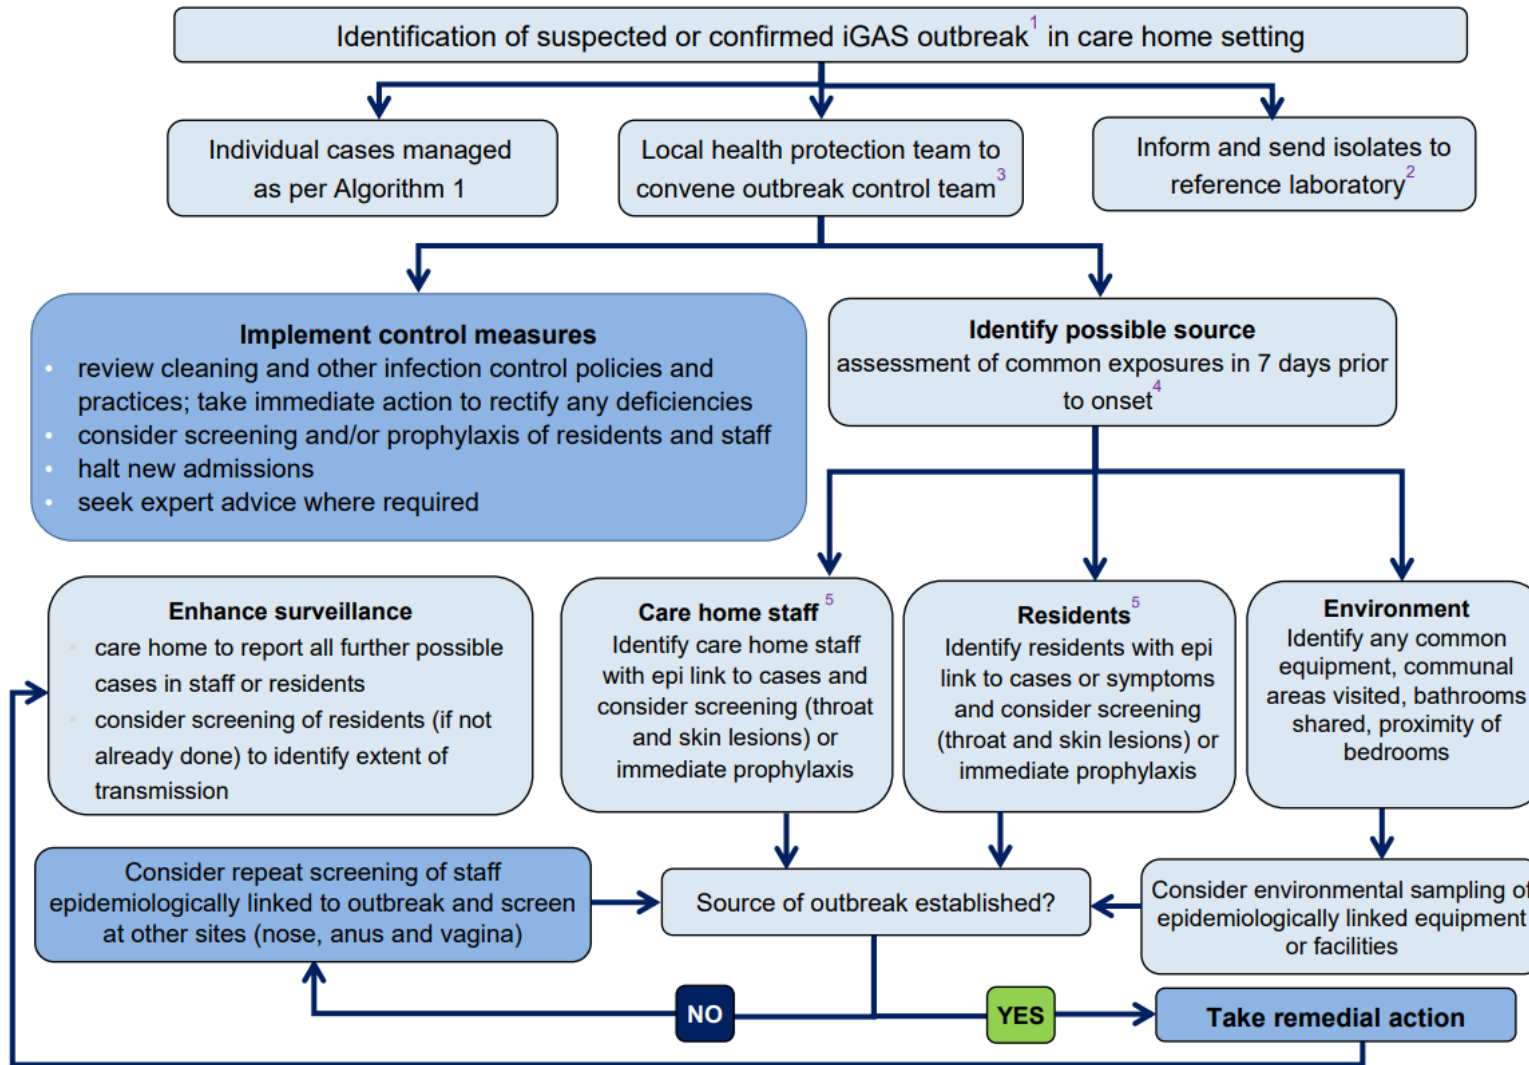 Identification of suspected or confirmed iGAS outbreak1 in care home setting
Individual cases managed
as per Algorithm 1
Local health protection team to
convene outbreak control team3
Inform and send isolates to
reference laboratory2
Implement control measures
• review cleaning and other infection control policies and
practices; take immediate action to rectify any deficiencies
• consider screening and/or prophylaxis of residents and staff
• halt new admissions
• seek expert advice where required
Identify possible source
assessment of common exposures in 7 days prior
to onset4
Enhance surveillance
• care home to report all further possible
cases in staff or residents
• consider screening of residents (if not
already done) to identify extent of
transmission
Care home staff 5
Identify care home staff
with epi link to cases and
consider screening (throat
and skin lesions) or
immediate prophylaxis
Residents5
Identify residents with epi
link to cases or symptoms
and consider screening
(throat and skin lesions) or
immediate prophylaxis
Environment
Identify any common
equipment, communal
areas visited, bathrooms
shared, proximity of
bedrooms
Consider repeat screening of staff
epidemiologically linked to outbreak and screen
at other sites (nose, anus and vagina)
Source of outbreak established?
Consider environmental sampling of
epidemiologically linked equipment
or facilities
NO
YES
Take remedial action